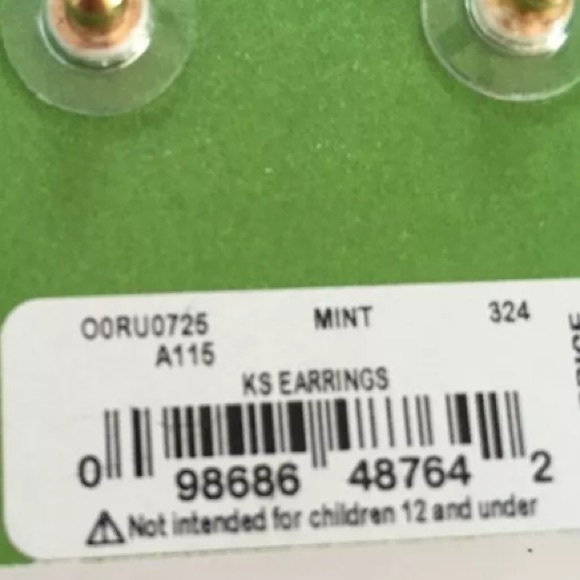 O0RU0725 MINT 324
A115
KS EARRINGS
0 98686 48764 2
Not intended for children 12 and under